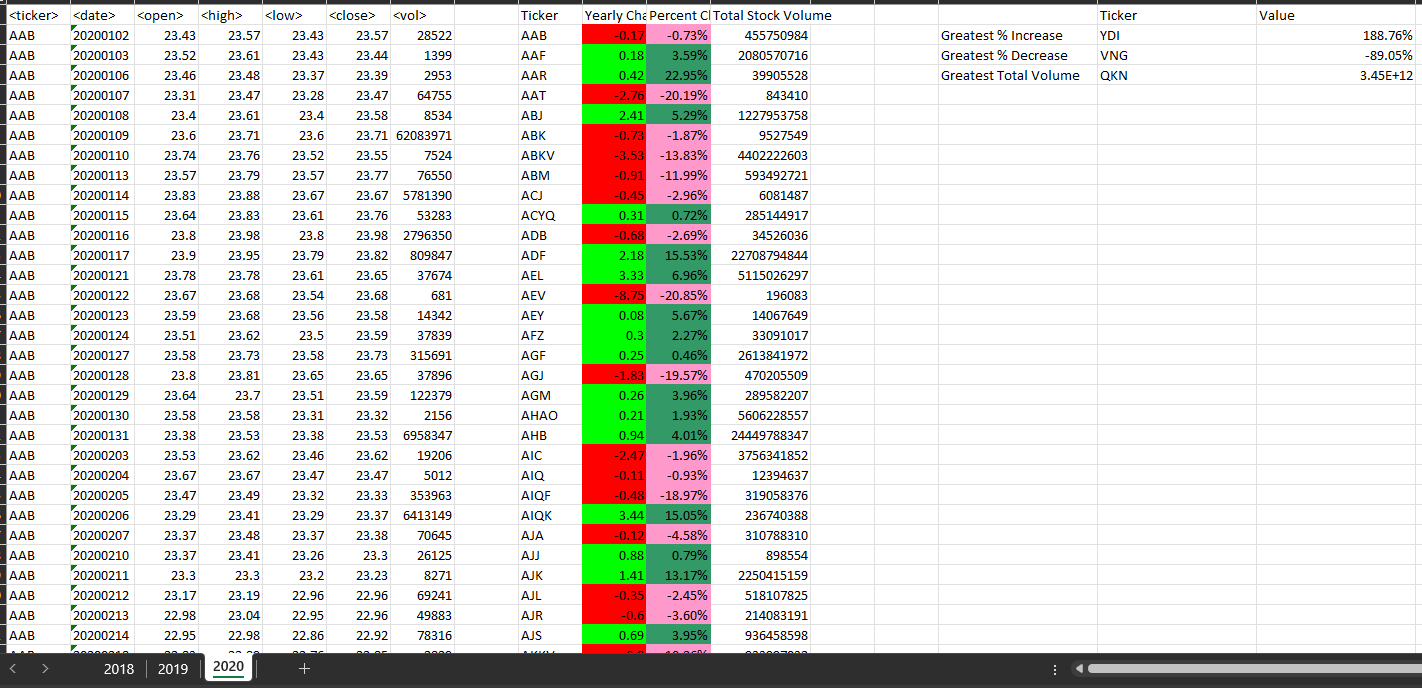 <ticker> <date> <open> <high> <low> <close> <vol> Ticker Yearly Cha Percent Cl Total Stock Volume Ticker Value
AAB 20200102 23.43 23.57 23.43 23.57 28522 AAB -0.17 -0.73% 455750984 Greatest % Increase YDI 188.76%
AAB 20200103 23.52 23.61 23.43 23.44 1399 AAF 0.18 3.59% 2080570716 Greatest % Decrease VNG -89.05%
AAB 20200106 23.46 23.48 23.37 23.39 2953 AAR 0.42 22.95% 39905528 Greatest Total Volume QKN 3.45E+12
AAB 20200107 23.31 23.47 23.28 23.47 64755 AAT -2.76 -20.19% 843410
AAB 20200108 23.4 23.61 23.4 23.58 8534 ABJ 2.41 5.29% 1227953758
AAB 20200109 23.6 23.71 23.6 23.71 62083971 ABK -0.73 -1.87% 9527549
AAB 20200110 23.74 23.76 23.52 23.55 7524 ABKV -3.53 -13.83% 4402222603
AAB 20200113 23.57 23.79 23.57 23.77 76550 ABM -0.91 -11.99% 593492721
AAB 20200114 23.83 23.88 23.67 23.67 5781390 ACJ -0.45 -2.96% 6081487
AAB 20200115 23.64 23.83 23.61 23.76 53283 ACYQ 0.31 0.72% 285144917
AAB 20200116 23.8 23.98 23.8 23.98 2796350 ADB -0.68 -2.69% 34526036
AAB 20200117 23.9 23.95 23.79 23.82 809847 ADF 2.18 15.53% 22708794844
AAB 20200121 23.78 23.78 23.61 23.65 37674 AEL 3.33 6.96% 5115026297
AAB 20200122 23.67 23.68 23.54 23.68 681 AEV -8.75 -20.85% 196083
AAB 20200123 23.59 23.68 23.56 23.58 14342 AEY 0.08 5.67% 14067649
AAB 20200124 23.51 23.62 23.5 23.59 37839 AFZ 0.3 2.27% 33091017
AAB 20200127 23.58 23.73 23.58 23.73 315691 AGF 0.25 0.46% 2613841972
AAB 20200128 23.8 23.81 23.65 23.65 37896 AGJ -1.83 -19.57% 470205509
AAB 20200129 23.64 23.7 23.51 23.59 122379 AGM 0.26 3.96% 289582207
AAB 20200130 23.58 23.58 23.31 23.32 2156 AHAO 0.21 1.93% 5606228557
AAB 20200131 23.38 23.53 23.38 23.53 6958347 AHB 0.94 4.01% 24449788347
AAB 20200203 23.53 23.62 23.46 23.62 19206 AIC -2.47 -1.96% 3756341852
AAB 20200204 23.67 23.67 23.47 23.47 5012 AIQ -0.11 -0.93% 12394637
AAB 20200205 23.47 23.49 23.32 23.33 353963 AIQF -0.48 -18.97% 319058376
AAB 20200206 23.29 23.41 23.29 23.37 6413149 AIQK 3.44 15.05% 236740388
AAB 20200207 23.37 23.48 23.37 23.38 70645 AJA -0.12 -4.58% 310788310
AAB 20200210 23.37 23.41 23.26 23.3 26125 AJJ 0.88 0.79% 898554
AAB 20200211 23.3 23.3 23.2 23.23 8271 AJK 1.41 13.17% 2250415159
AAB 20200212 23.17 23.19 22.96 22.96 69241 AJL -0.35 -2.45% 518107825
AAB 20200213 22.98 23.04 22.95 22.96 49883 AJR -0.6 -3.60% 214083191
AAB 20200214 22.95 22.98 22.86 22.92 78316 AJS 0.69 3.95% 936458598
2018 2019 2020